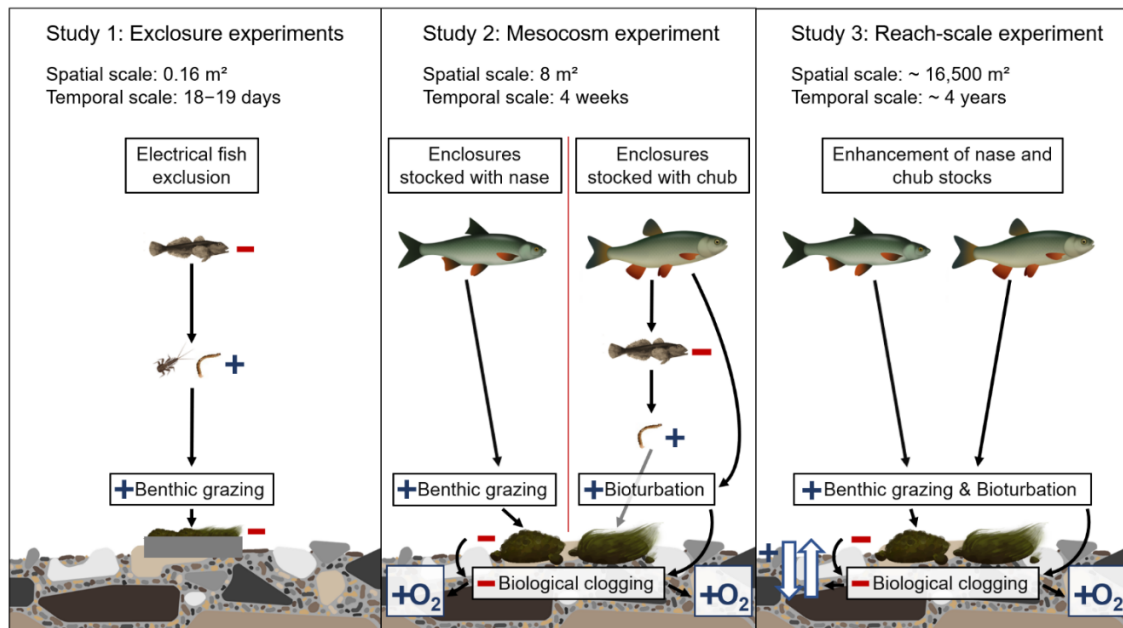 Study 1: Exclosure experiments
Spatial scale: 0.16 m²
Temporal scale: 18–19 days
Electrical fish
exclusion
−
+
+Benthic grazing
−
Study 2: Mesocosm experiment
Spatial scale: 8 m²
Temporal scale: 4 weeks
Enclosures
stocked with nase
Enclosures
stocked with chub
−
+
+Benthic grazing
+Bioturbation
−
−Biological clogging
+O₂
+O₂
Study 3: Reach-scale experiment
Spatial scale: ~ 16,500 m²
Temporal scale: ~ 4 years
Enhancement of nase and
chub stocks
+Benthic grazing & Bioturbation
−
+
−Biological clogging
+O₂